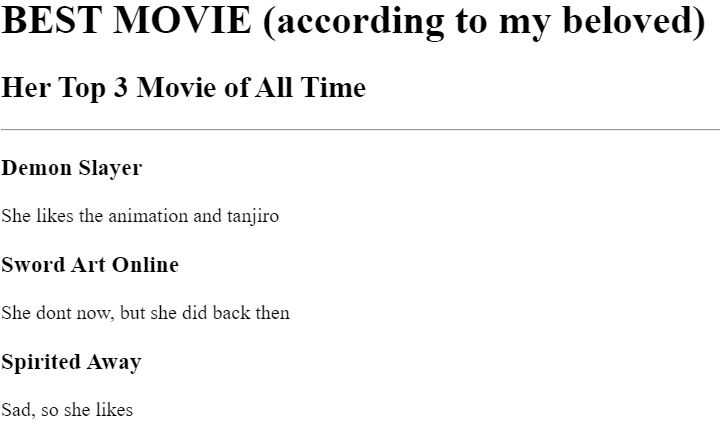 BEST MOVIE (according to my beloved)
Her Top 3 Movie of All Time
Demon Slayer
She likes the animation and tanjiro
Sword Art Online
She dont now, but she did back then
Spirited Away
Sad, so she likes